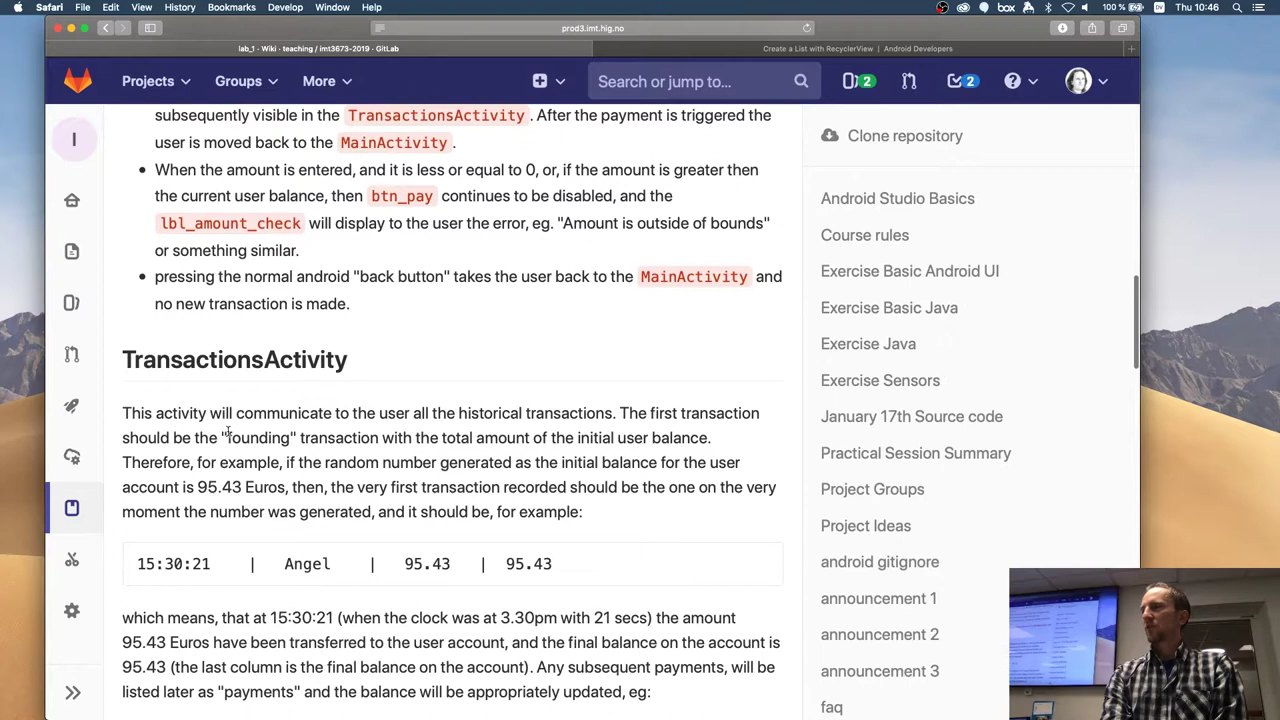 Safari File Edit View History Bookmarks Develop Window Help box DV 100 % Thu 10:46
prod3.imt.hig.no
lab_1 · Wiki · teaching / imt3673-2019 · GitLab Create a List with RecyclerView | Android Developers
Projects Groups More Search or jump to... 2 2
subsequently visible in the TransactionsActivity. After the payment is triggered the
user is moved back to the MainActivity.
• When the amount is entered, and it is less or equal to 0, or, if the amount is greater then
the current user balance, then btn_pay continues to be disabled, and the
lbl_amount_check will display to the user the error, eg. "Amount is outside of bounds"
or something similar.
• pressing the normal android "back button" takes the user back to the MainActivity and
no new transaction is made.
TransactionsActivity
This activity will communicate to the user all the historical transactions. The first transaction
should be the "founding" transaction with the total amount of the initial user balance.
Therefore, for example, if the random number generated as the initial balance for the user
account is 95.43 Euros, then, the very first transaction recorded should be the one on the very
moment the number was generated, and it should be, for example:
15:30:21 | Angel | 95.43 | 95.43
which means, that at 15:30:21 (when the clock was at 3.30pm with 21 secs) the amount
95.43 Euros have been transferred to the user account, and the final balance on the account is
95.43 (the last column is the final balance on the account). Any subsequent payments, will be
listed later as "payments" and the balance will be appropriately updated, eg:
I
Clone repository
Android Studio Basics
Course rules
Exercise Basic Android UI
Exercise Basic Java
Exercise Java
Exercise Sensors
January 17th Source code
Practical Session Summary
Project Groups
Project Ideas
android gitignore
announcement 1
announcement 2
announcement 3
faq